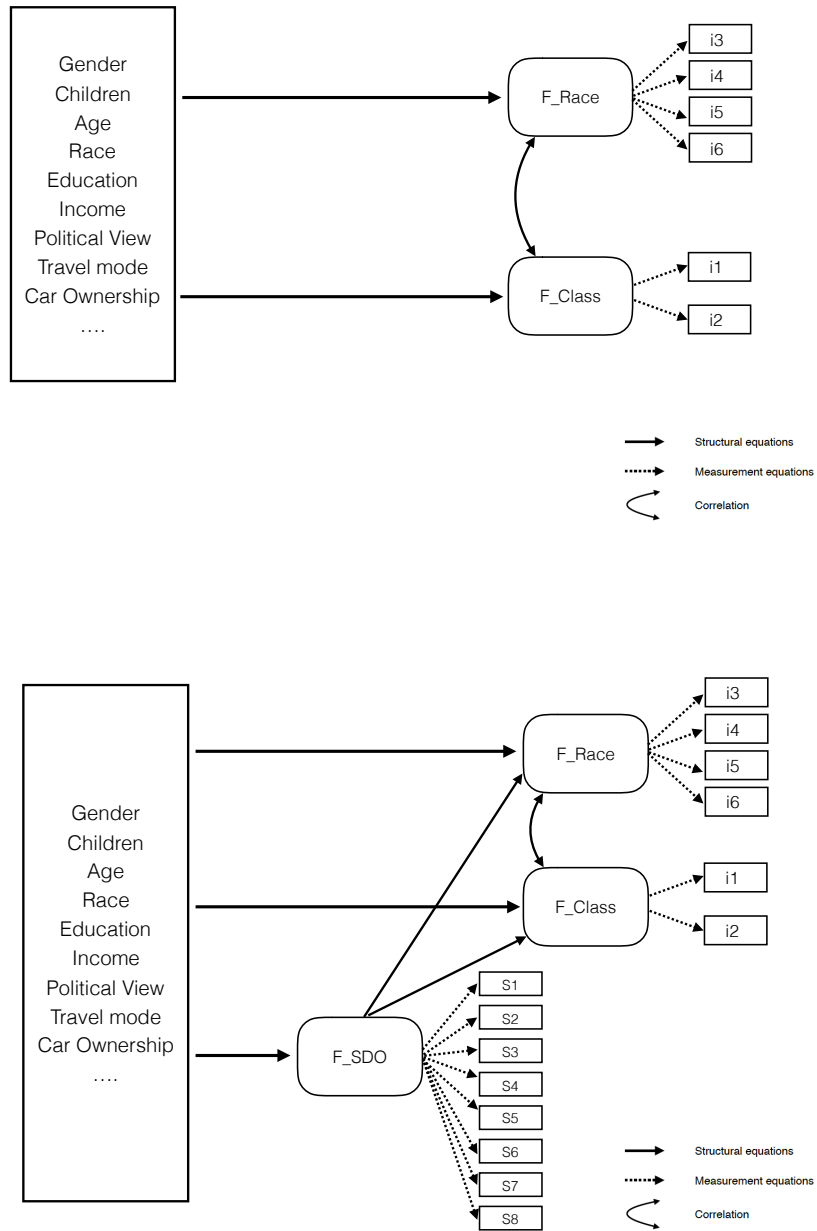 Gender
Children
Age
Race
Education
Income
Political View
Travel mode
Car Ownership
....
F_Race
i3
i4
i5
i6
F_Class
i1
i2
Structural equations
Measurement equations
Correlation
Gender
Children
Age
Race
Education
Income
Political View
Travel mode
Car Ownership
....
F_Race
i3
i4
i5
i6
F_Class
i1
i2
F_SDO
S1
S2
S3
S4
S5
S6
S7
S8
Structural equations
Measurement equations
Correlation